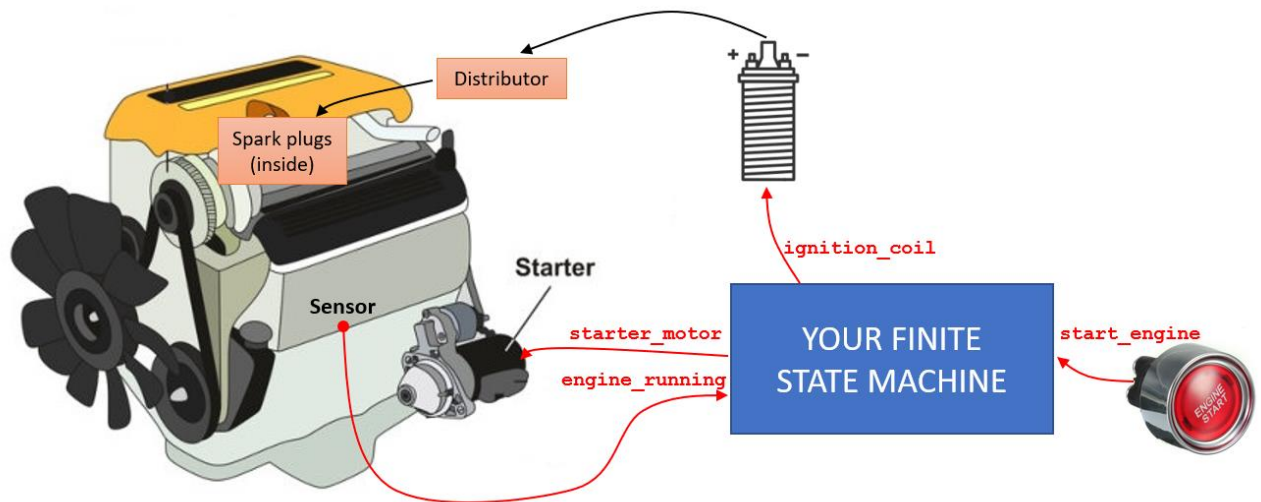 + –
Distributor
Spark plugs
(inside)
ignition_coil
Starter
Sensor
starter_motor
engine_running
YOUR FINITE
STATE MACHINE
start_engine
ENGINE
START